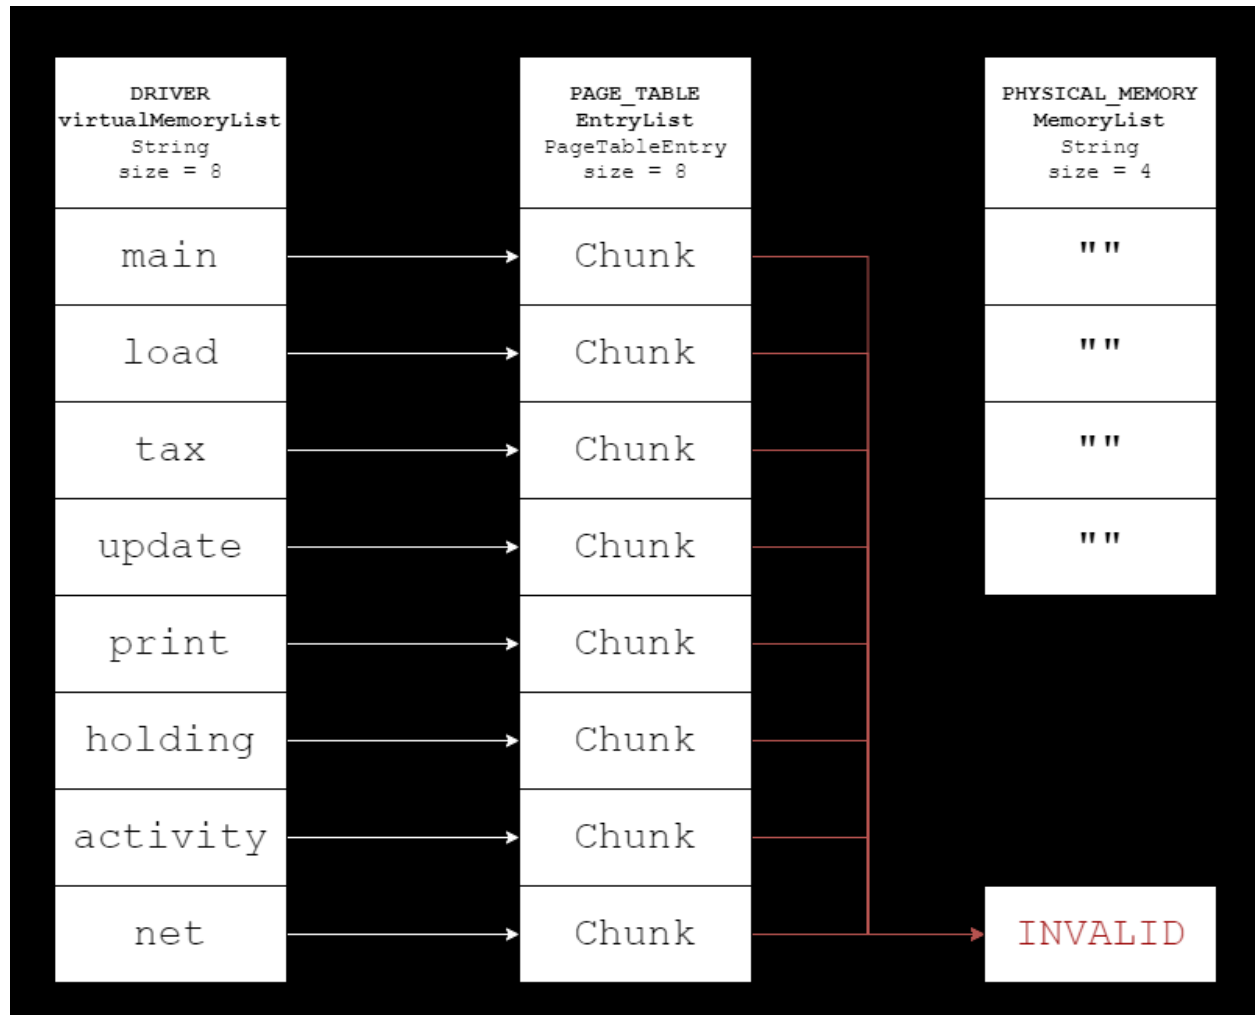 DRIVER
virtualMemoryList
String
size = 8
main
load
tax
update
print
holding
activity
net
PAGE_TABLE
EntryList
PageTableEntry
size = 8
Chunk
Chunk
Chunk
Chunk
Chunk
Chunk
Chunk
Chunk
PHYSICAL_MEMORY
MemoryList
String
size = 4
""
""
""
""
INVALID